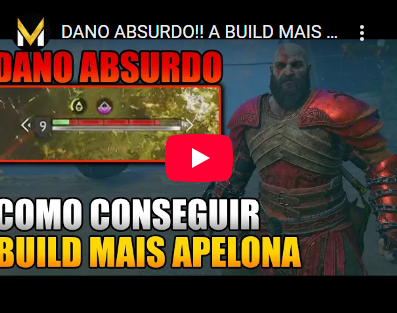 DANO ABSURDO!! A BUILD MAIS ...
DANO ABSURDO
9
COMO CONSEGUIR
BUILD MAIS APELONA